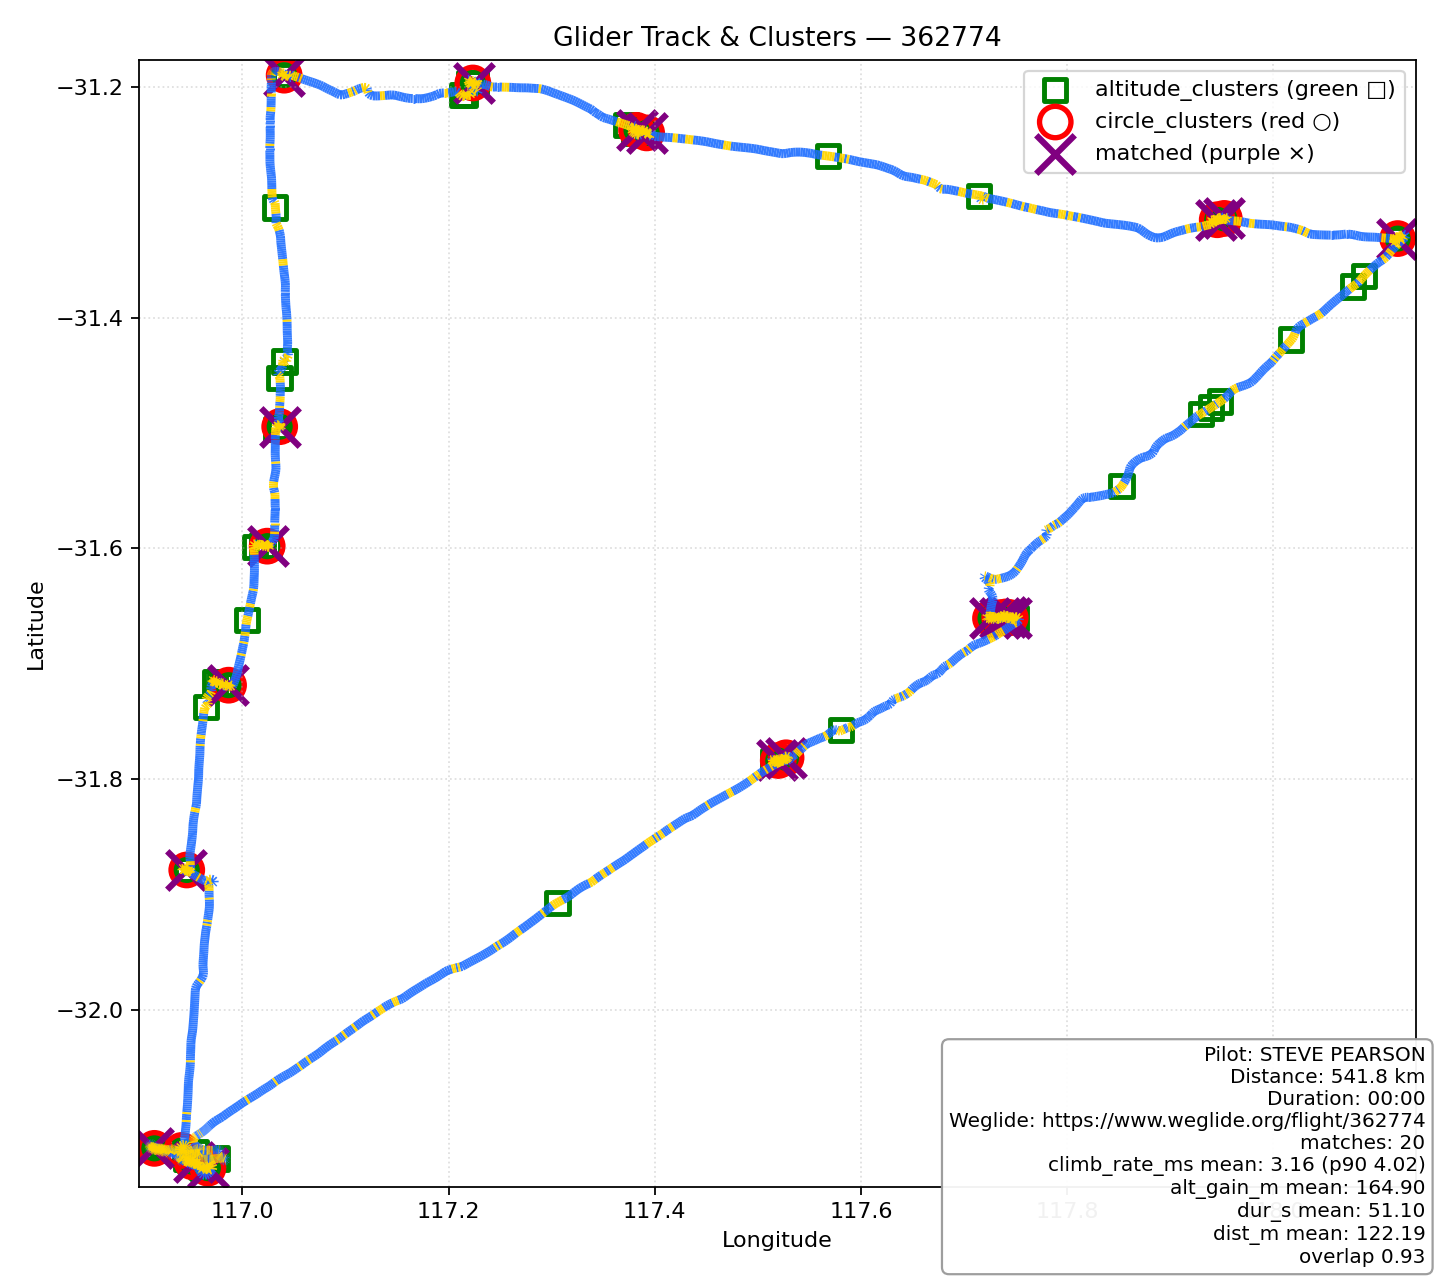 Glider Track & Clusters — 362774
altitude_clusters (green □)
circle_clusters (red ○)
matched (purple ×)
−31.2
−31.4
−31.6
−31.8
−32.0
Latitude
117.0
117.2
117.4
117.6
117.8
Longitude
Pilot: STEVE PEARSON
Distance: 541.8 km
Duration: 00:00
Weglide: https://www.weglide.org/flight/362774
matches: 20
climb_rate_ms mean: 3.16 (p90 4.02)
alt_gain_m mean: 164.90
dur_s mean: 51.10
dist_m mean: 122.19
overlap 0.93